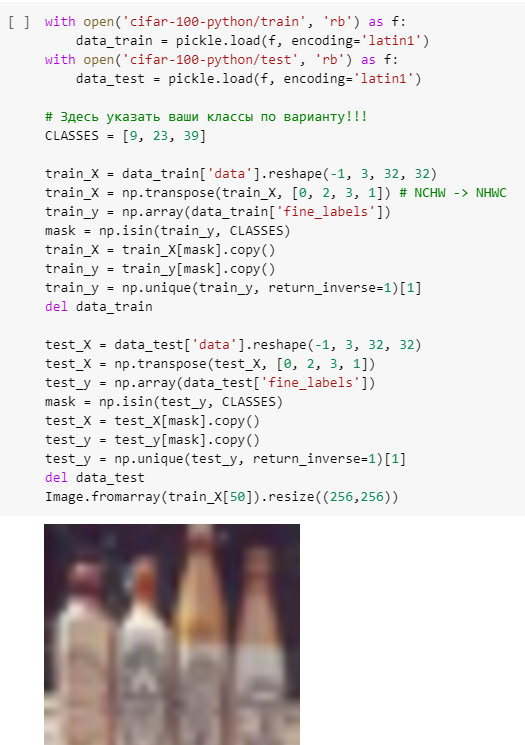 [ ] with open('cifar-100-python/train', 'rb') as f:
data_train = pickle.load(f, encoding='latin1')
with open('cifar-100-python/test', 'rb') as f:
data_test = pickle.load(f, encoding='latin1')
# Здесь указать ваши классы по варианту!!!
CLASSES = [9, 23, 39]
train_X = data_train['data'].reshape(-1, 3, 32, 32)
train_X = np.transpose(train_X, [0, 2, 3, 1]) # NCHW -> NHWC
train_y = np.array(data_train['fine_labels'])
mask = np.isin(train_y, CLASSES)
train_X = train_X[mask].copy()
train_y = train_y[mask].copy()
train_y = np.unique(train_y, return_inverse=1)[1]
del data_train
test_X = data_test['data'].reshape(-1, 3, 32, 32)
test_X = np.transpose(test_X, [0, 2, 3, 1])
test_y = np.array(data_test['fine_labels'])
mask = np.isin(test_y, CLASSES)
test_X = test_X[mask].copy()
test_y = test_y[mask].copy()
test_y = np.unique(test_y, return_inverse=1)[1]
del data_test
Image.fromarray(train_X[50]).resize((256,256))